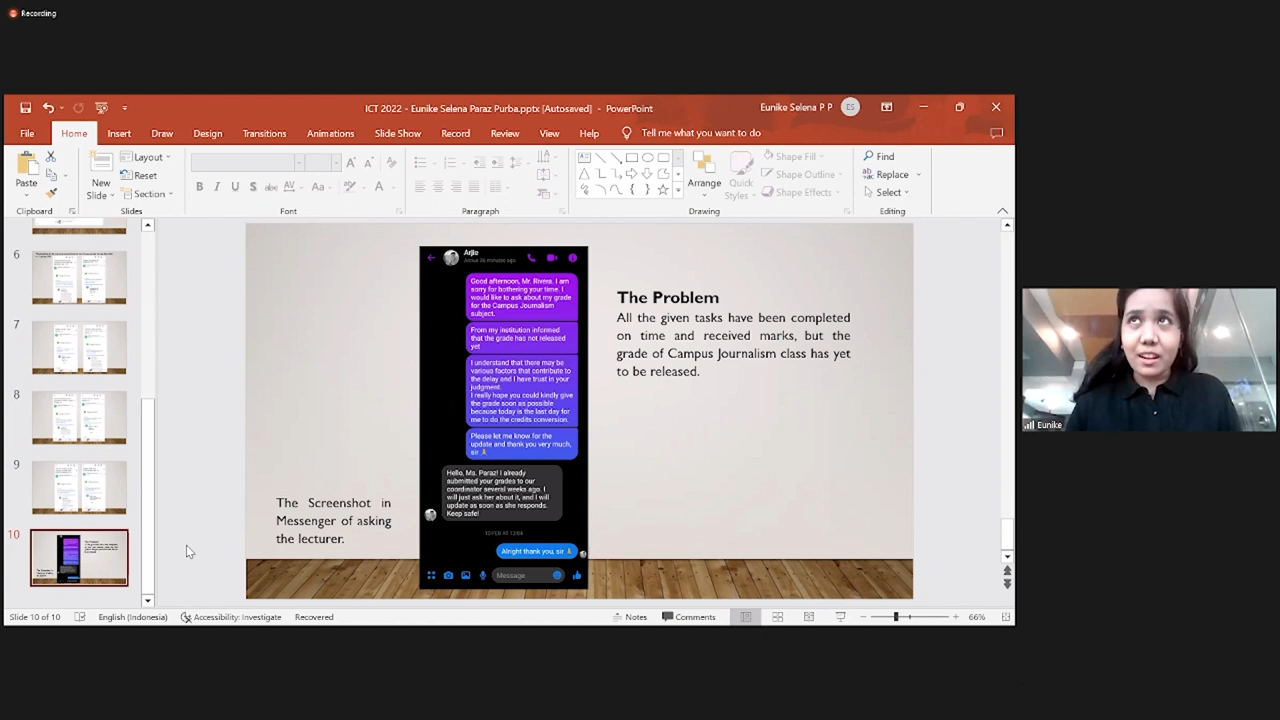 Recording
ICT 2022 - Eunike Selena Paraz Purba.pptx [Autosaved] - PowerPoint
Eunike Selena P P
ES
File Home Insert Draw Design Transitions Animations Slide Show Record Review View Help Tell me what you want to do
Paste
Clipboard
New
Slide
Layout
Reset
Section
Slides
Font
Paragraph
Arrange
Quick
Styles
Shape Fill
Shape Outline
Shape Effects
Drawing
Find
Replace
Select
Editing
6
7
8
9
10
Arjie
Good afternoon, Mr. Rivera. I am
sorry for bothering your time. I
would like to ask about my grade
for the Campus Journalism
subject.
From my institution informed
that the grade has not released
yet
I understand that there may be
various factors that contribute to
the delay and I have trust in your
judgment.
I really hope you could kindly give
the grade soon as possible
because today is the last day for
me to do the credits conversion.
Please let me know for the
update and thank you very much,
sir 🙏
Hello, Ms. Paraz! I already
submitted your grades to our
coordinator several weeks ago. I
will just ask her about it, and I will
update as soon as she responds.
Keep safe!
10 FEB AT 13:04
Alright thank you, sir 🙏
Message
The Screenshot in
Messenger of asking
the lecturer.
The Problem
All the given tasks have been completed
on time and received marks, but the
grade of Campus Journalism class has yet
to be released.
Eunike
Slide 10 of 10 English (Indonesia) Accessibility: Investigate Recovered Notes Comments 66%